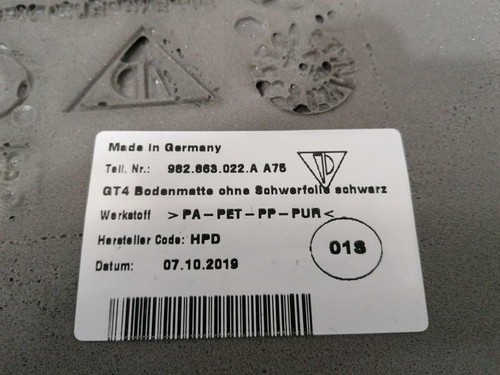 Made in Germany
Teil. Nr.: 982.863.022.A A75
GT4 Bodenmatte ohne Schwerfolie schwarz
Werkstoff > PA-PET-PP-PUR <
Hersteller Code: HPD
018
Datum: 07.10.2019